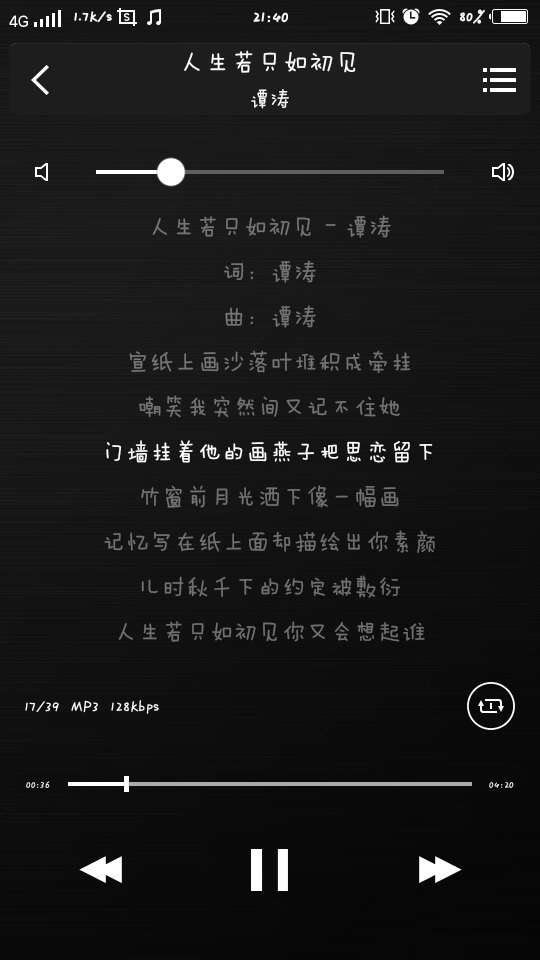 4G 1.7K/s S 21:40 80%
人生若只如初见
谭涛
人生若只如初见 - 谭涛
词: 谭涛
曲: 谭涛
宣纸上画沙落叶堆积成牵挂
嘲笑我突然间又记不住她
门墙挂着他的画燕子把思恋留下
竹窗前月光洒下像一幅画
记忆写在纸上面却描绘出你素颜
儿时秋千下的约定被敷衍
人生若只如初见你又会想起谁
17/39 MP3 128kbps
1
00:36 04:20